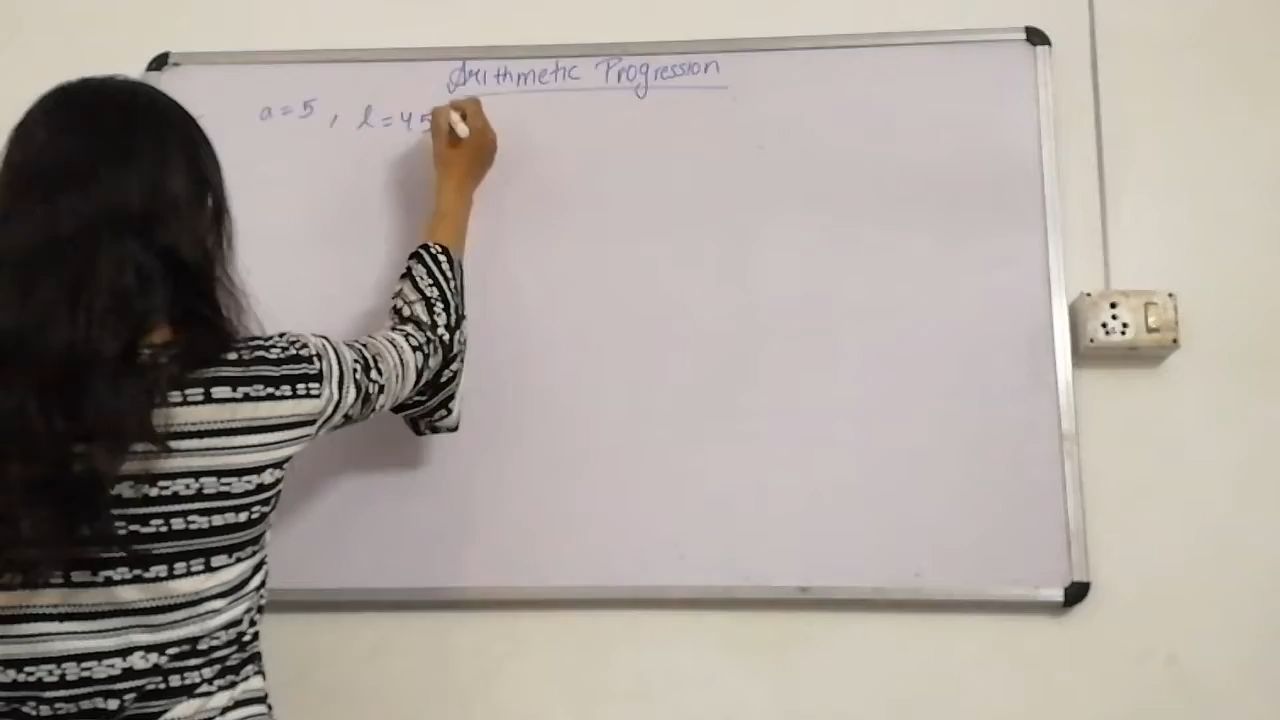 Arithmetic Progression
a = 5 , l = 45